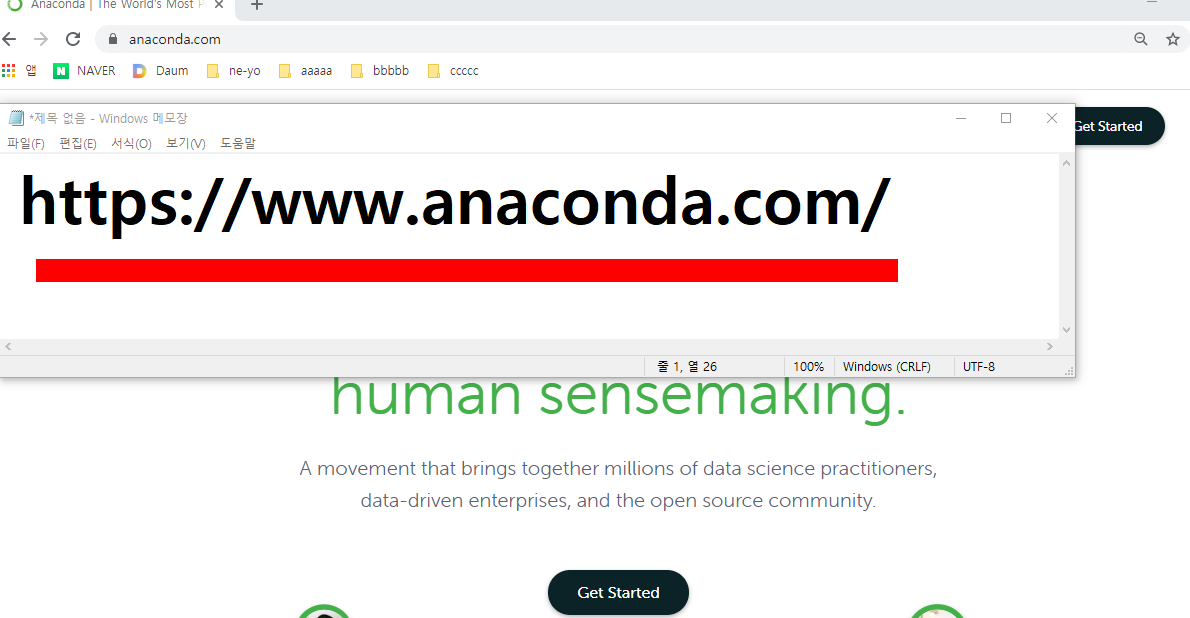 Anaconda | The World's Most P
anaconda.com
앱 NAVER Daum ne-yo aaaaa bbbbb ccccc
*제목 없음 - Windows 메모장
파일(F) 편집(E) 서식(O) 보기(V) 도움말
Get Started
https://www.anaconda.com/
줄 1, 열 26 100% Windows (CRLF) UTF-8
human sensemaking.
A movement that brings together millions of data science practitioners,
data-driven enterprises, and the open source community.
Get Started